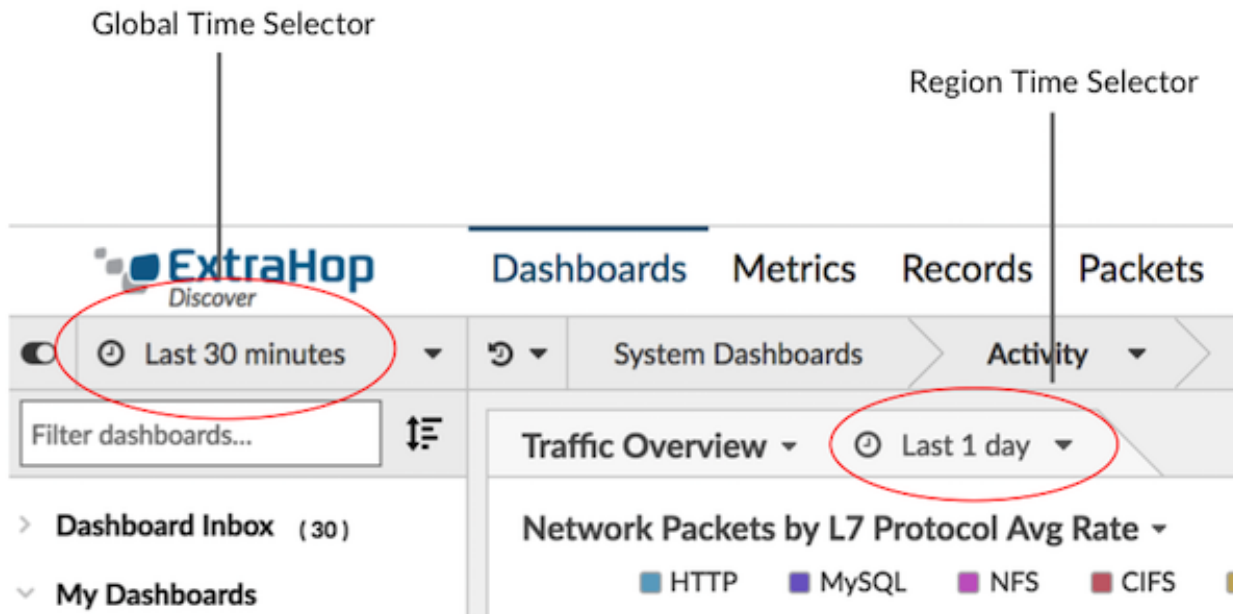 Global Time Selector
Region Time Selector
ExtraHop
Discover
Dashboards Metrics Records Packets
Last 30 minutes
System Dashboards Activity
Filter dashboards...
Traffic Overview Last 1 day
Dashboard Inbox (30)
Network Packets by L7 Protocol Avg Rate
HTTP MySQL NFS CIFS
My Dashboards